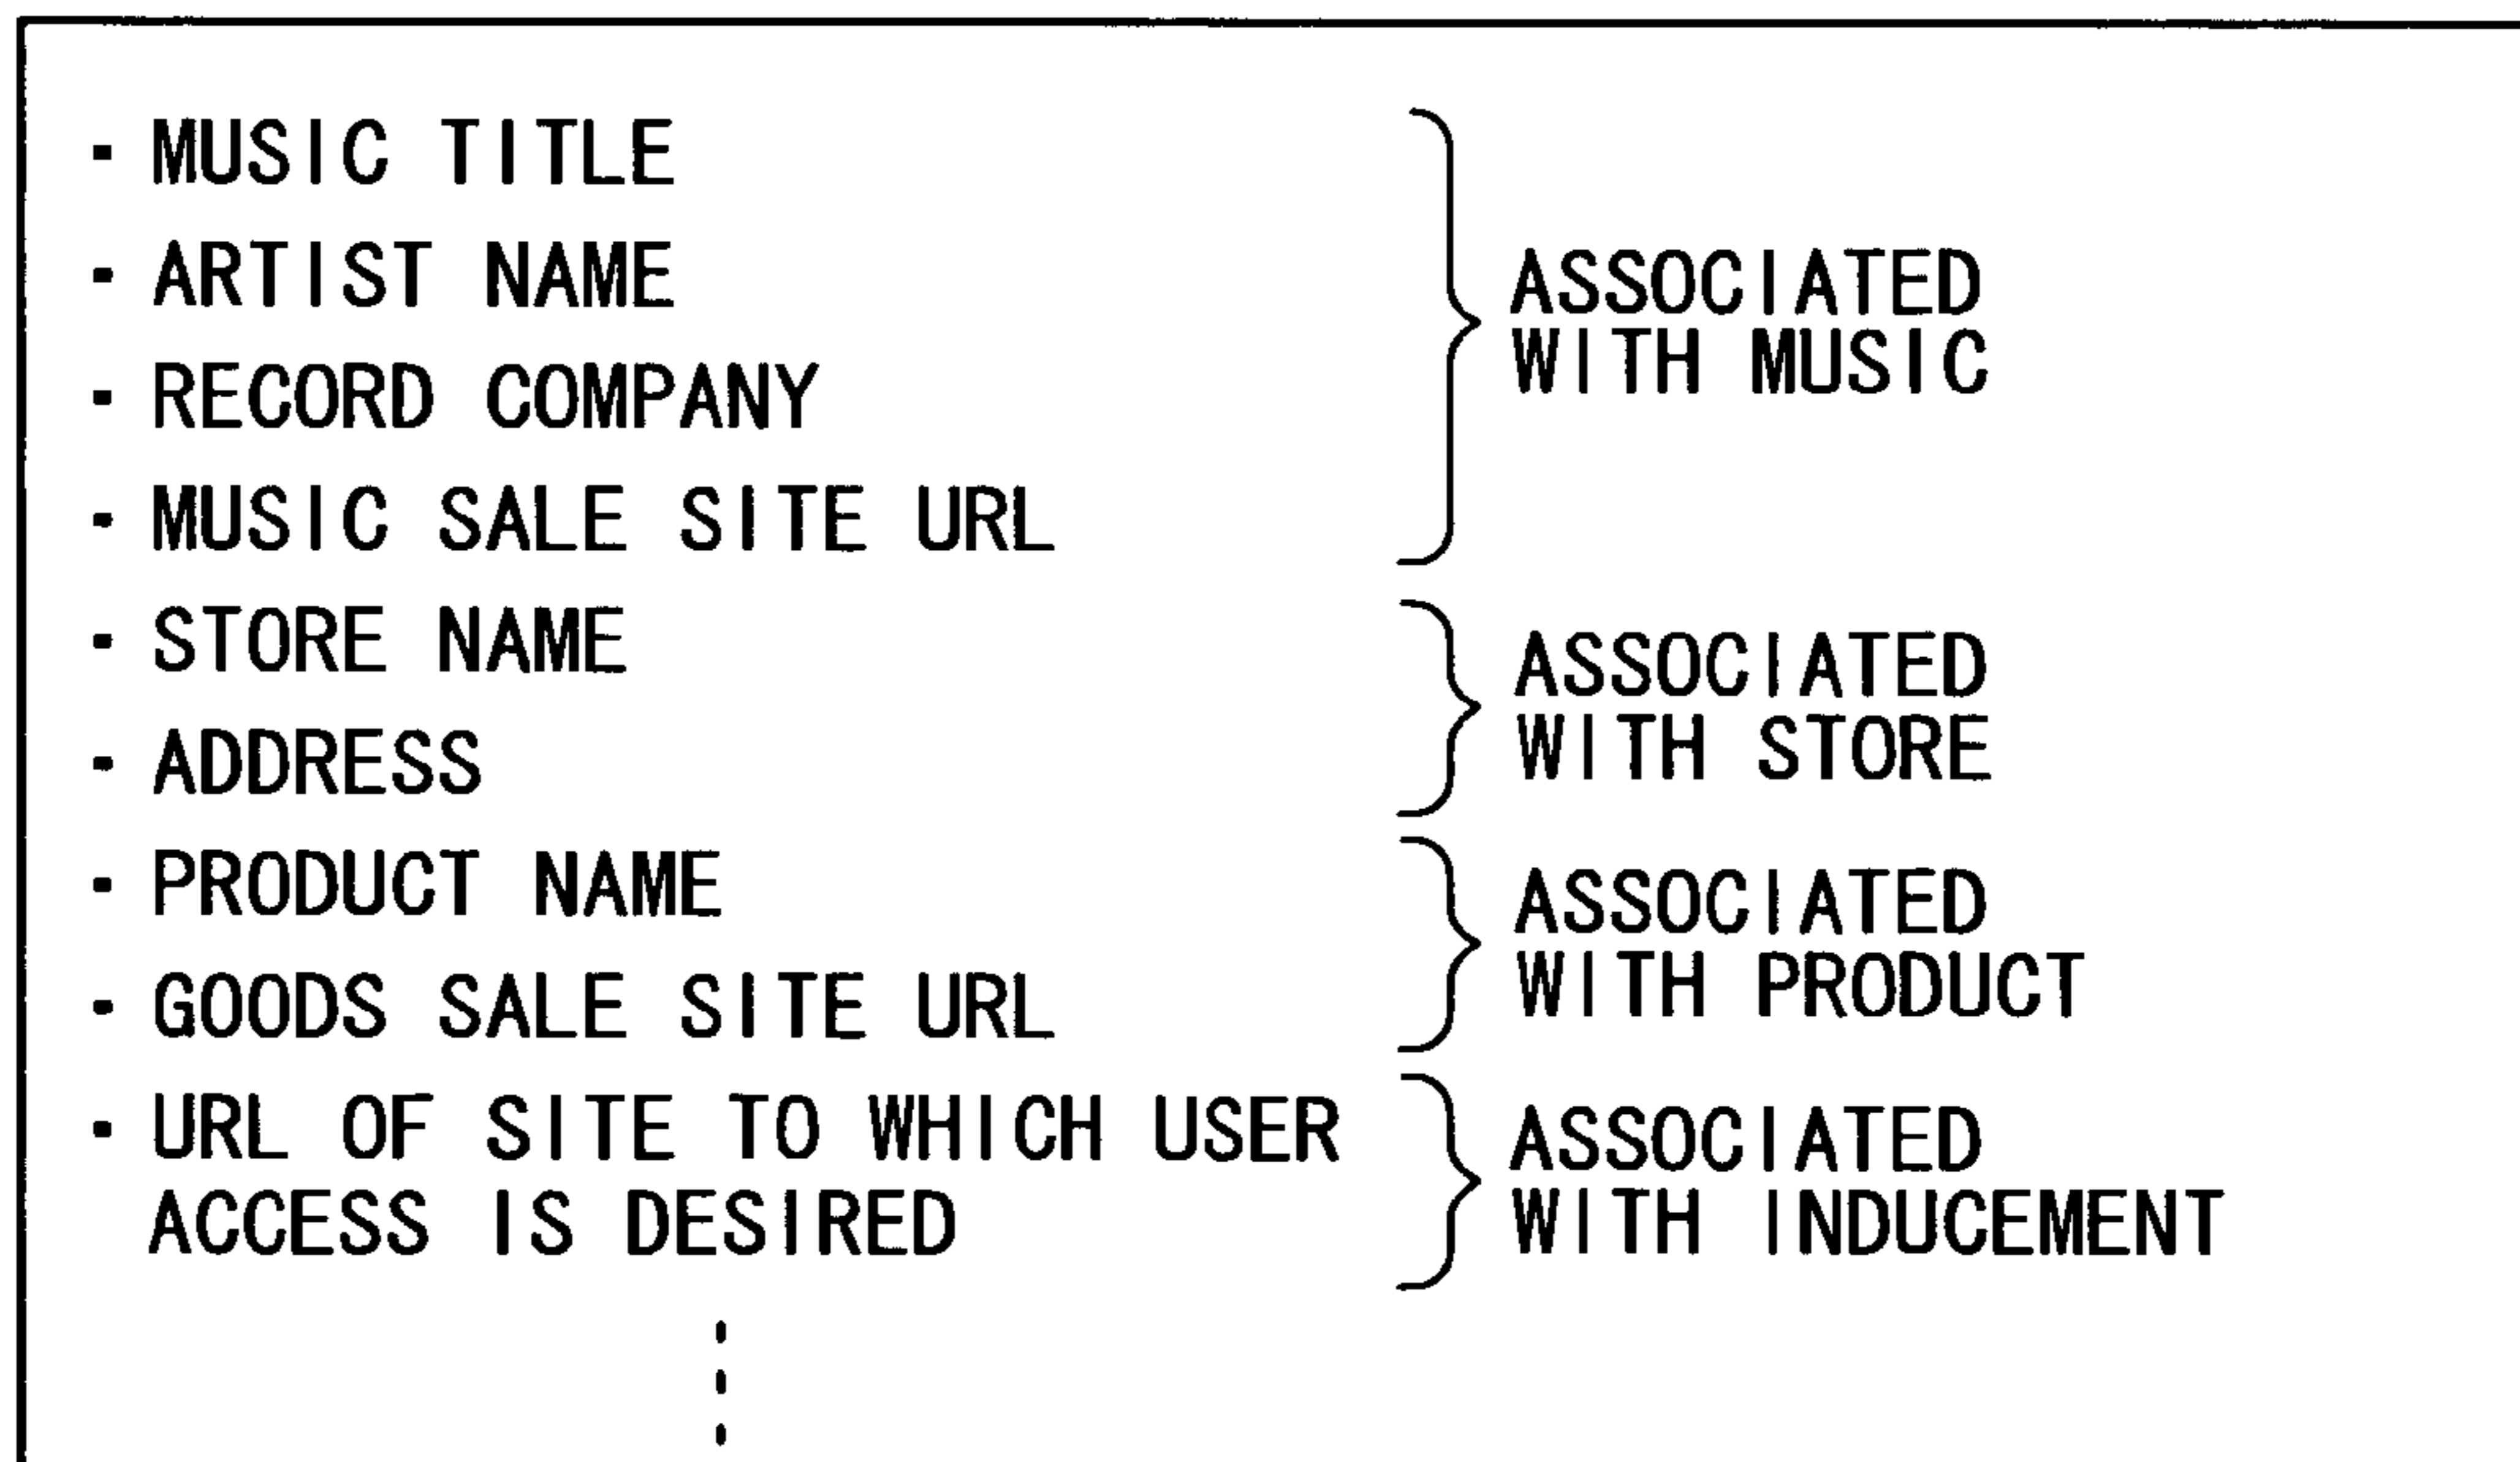 ▪ MUSIC TITLE
▪ ARTIST NAME
▪ RECORD COMPANY
▪ MUSIC SALE SITE URL
ASSOCIATED
WITH MUSIC
▪ STORE NAME
▪ ADDRESS
ASSOCIATED
WITH STORE
▪ PRODUCT NAME
▪ GOODS SALE SITE URL
ASSOCIATED
WITH PRODUCT
▪ URL OF SITE TO WHICH USER
ACCESS IS DESIRED
ASSOCIATED
WITH INDUCEMENT